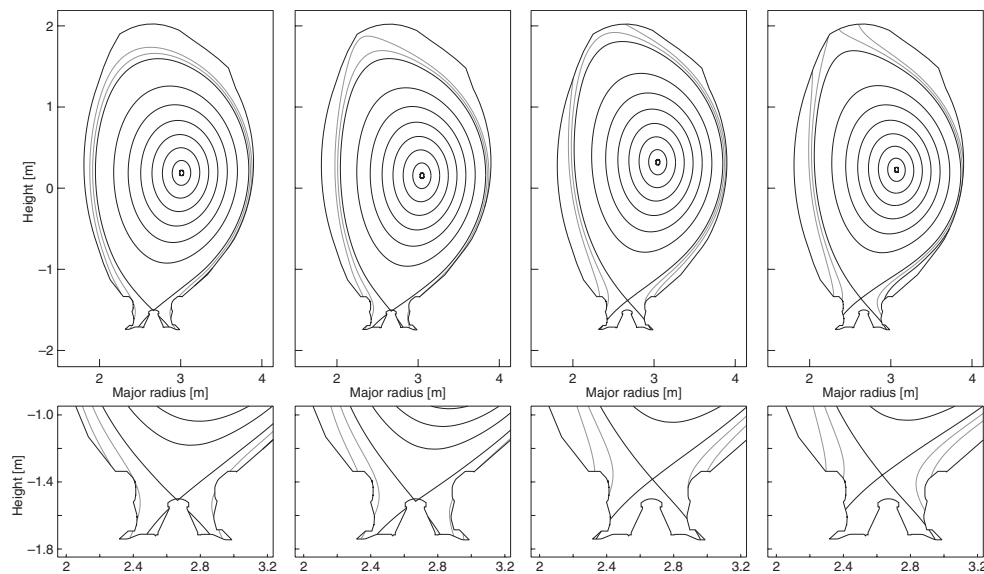 2
1
0
−1
−2
Height [m]
2 3 4 2 3 4 2 3 4 2 3 4
Major radius [m] Major radius [m] Major radius [m] Major radius [m]
−1.0
−1.4
−1.8
Height [m]
2 2.4 2.8 3.2 2 2.4 2.8 3.2 2 2.4 2.8 3.2 2 2.4 2.8 3.2